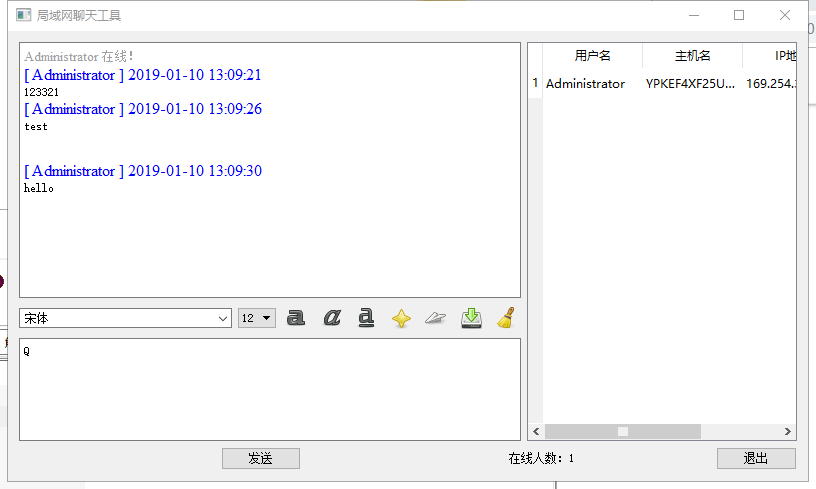 局域网聊天工具
Administrator 在线！
[ Administrator ] 2019-01-10 13:09:21
123321
[ Administrator ] 2019-01-10 13:09:26
test
[ Administrator ] 2019-01-10 13:09:30
hello
宋体
12
a a a
Q
发送
用户名 主机名 IP地
1 Administrator YPKEF4XF25U... 169.254.
在线人数：1
退出